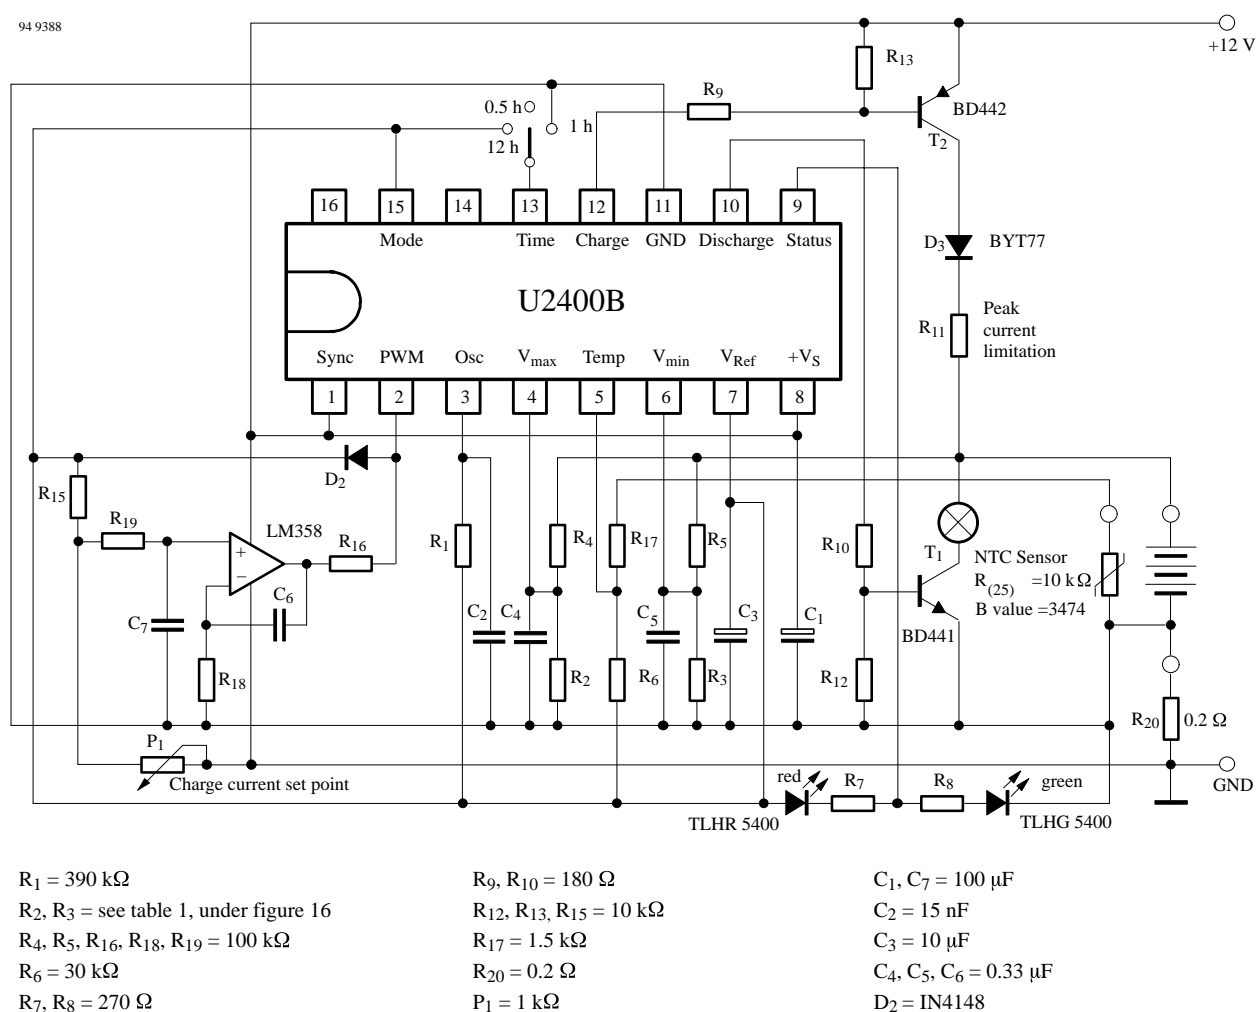 94 9388
+12 V
R13
R9
BD442
T2
0.5 h
1 h
12 h
16 15 14 13 12 11 10 9
Mode Time Charge GND Discharge Status
D3 BYT77
U2400B
R11
Peak
current
limitation
Sync PWM Osc Vmax Temp Vmin VRef +VS
1 2 3 4 5 6 7 8
D2
R15
R19
LM358
R16
R1
R4
R17
R5
R10
T1
NTC Sensor
R(25) =10 kΩ
B value =3474
+
−
C6
C7
C2
C4
C5
C3
C1
BD441
R18
R2
R6
R3
R12
R20 0.2 Ω
P1
Charge current set point
GND
red
R7
R8
green
TLHR 5400
TLHG 5400
R1 = 390 kΩ
R2, R3 = see table 1, under figure 16
R4, R5, R16, R18, R19 = 100 kΩ
R6 = 30 kΩ
R7, R8 = 270 Ω
R9, R10 = 180 Ω
R12, R13, R15 = 10 kΩ
R17 = 1.5 kΩ
R20 = 0.2 Ω
P1 = 1 kΩ
C1, C7 = 100 μF
C2 = 15 nF
C3 = 10 μF
C4, C5, C6 = 0.33 μF
D2 = IN4148